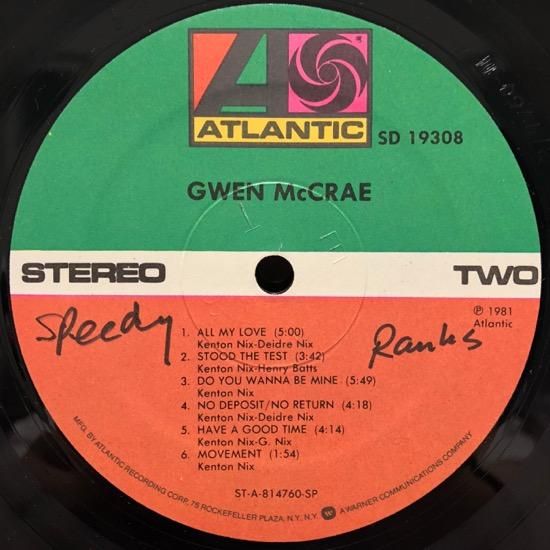 ATLANTIC
SD 19308
GWEN McCRAE
STEREO
TWO
℗ 1981
Atlantic
Speedy
Ranks
1. ALL MY LOVE (5:00)
Kenton Nix-Deidre Nix
2. STOOD THE TEST (3:42)
Kenton Nix-Henry Batts
3. DO YOU WANNA BE MINE (5:49)
Kenton Nix
4. NO DEPOSIT/NO RETURN (4:18)
Kenton Nix-Deidre Nix
5. HAVE A GOOD TIME (4:14)
Kenton Nix-G. Nix
6. MOVEMENT (1:54)
Kenton Nix
ST-A-814760-SP
MFG. BY ATLANTIC RECORDING CORP., 75 ROCKEFELLER PLAZA, N.Y., N.Y. A WARNER COMMUNICATIONS COMPANY